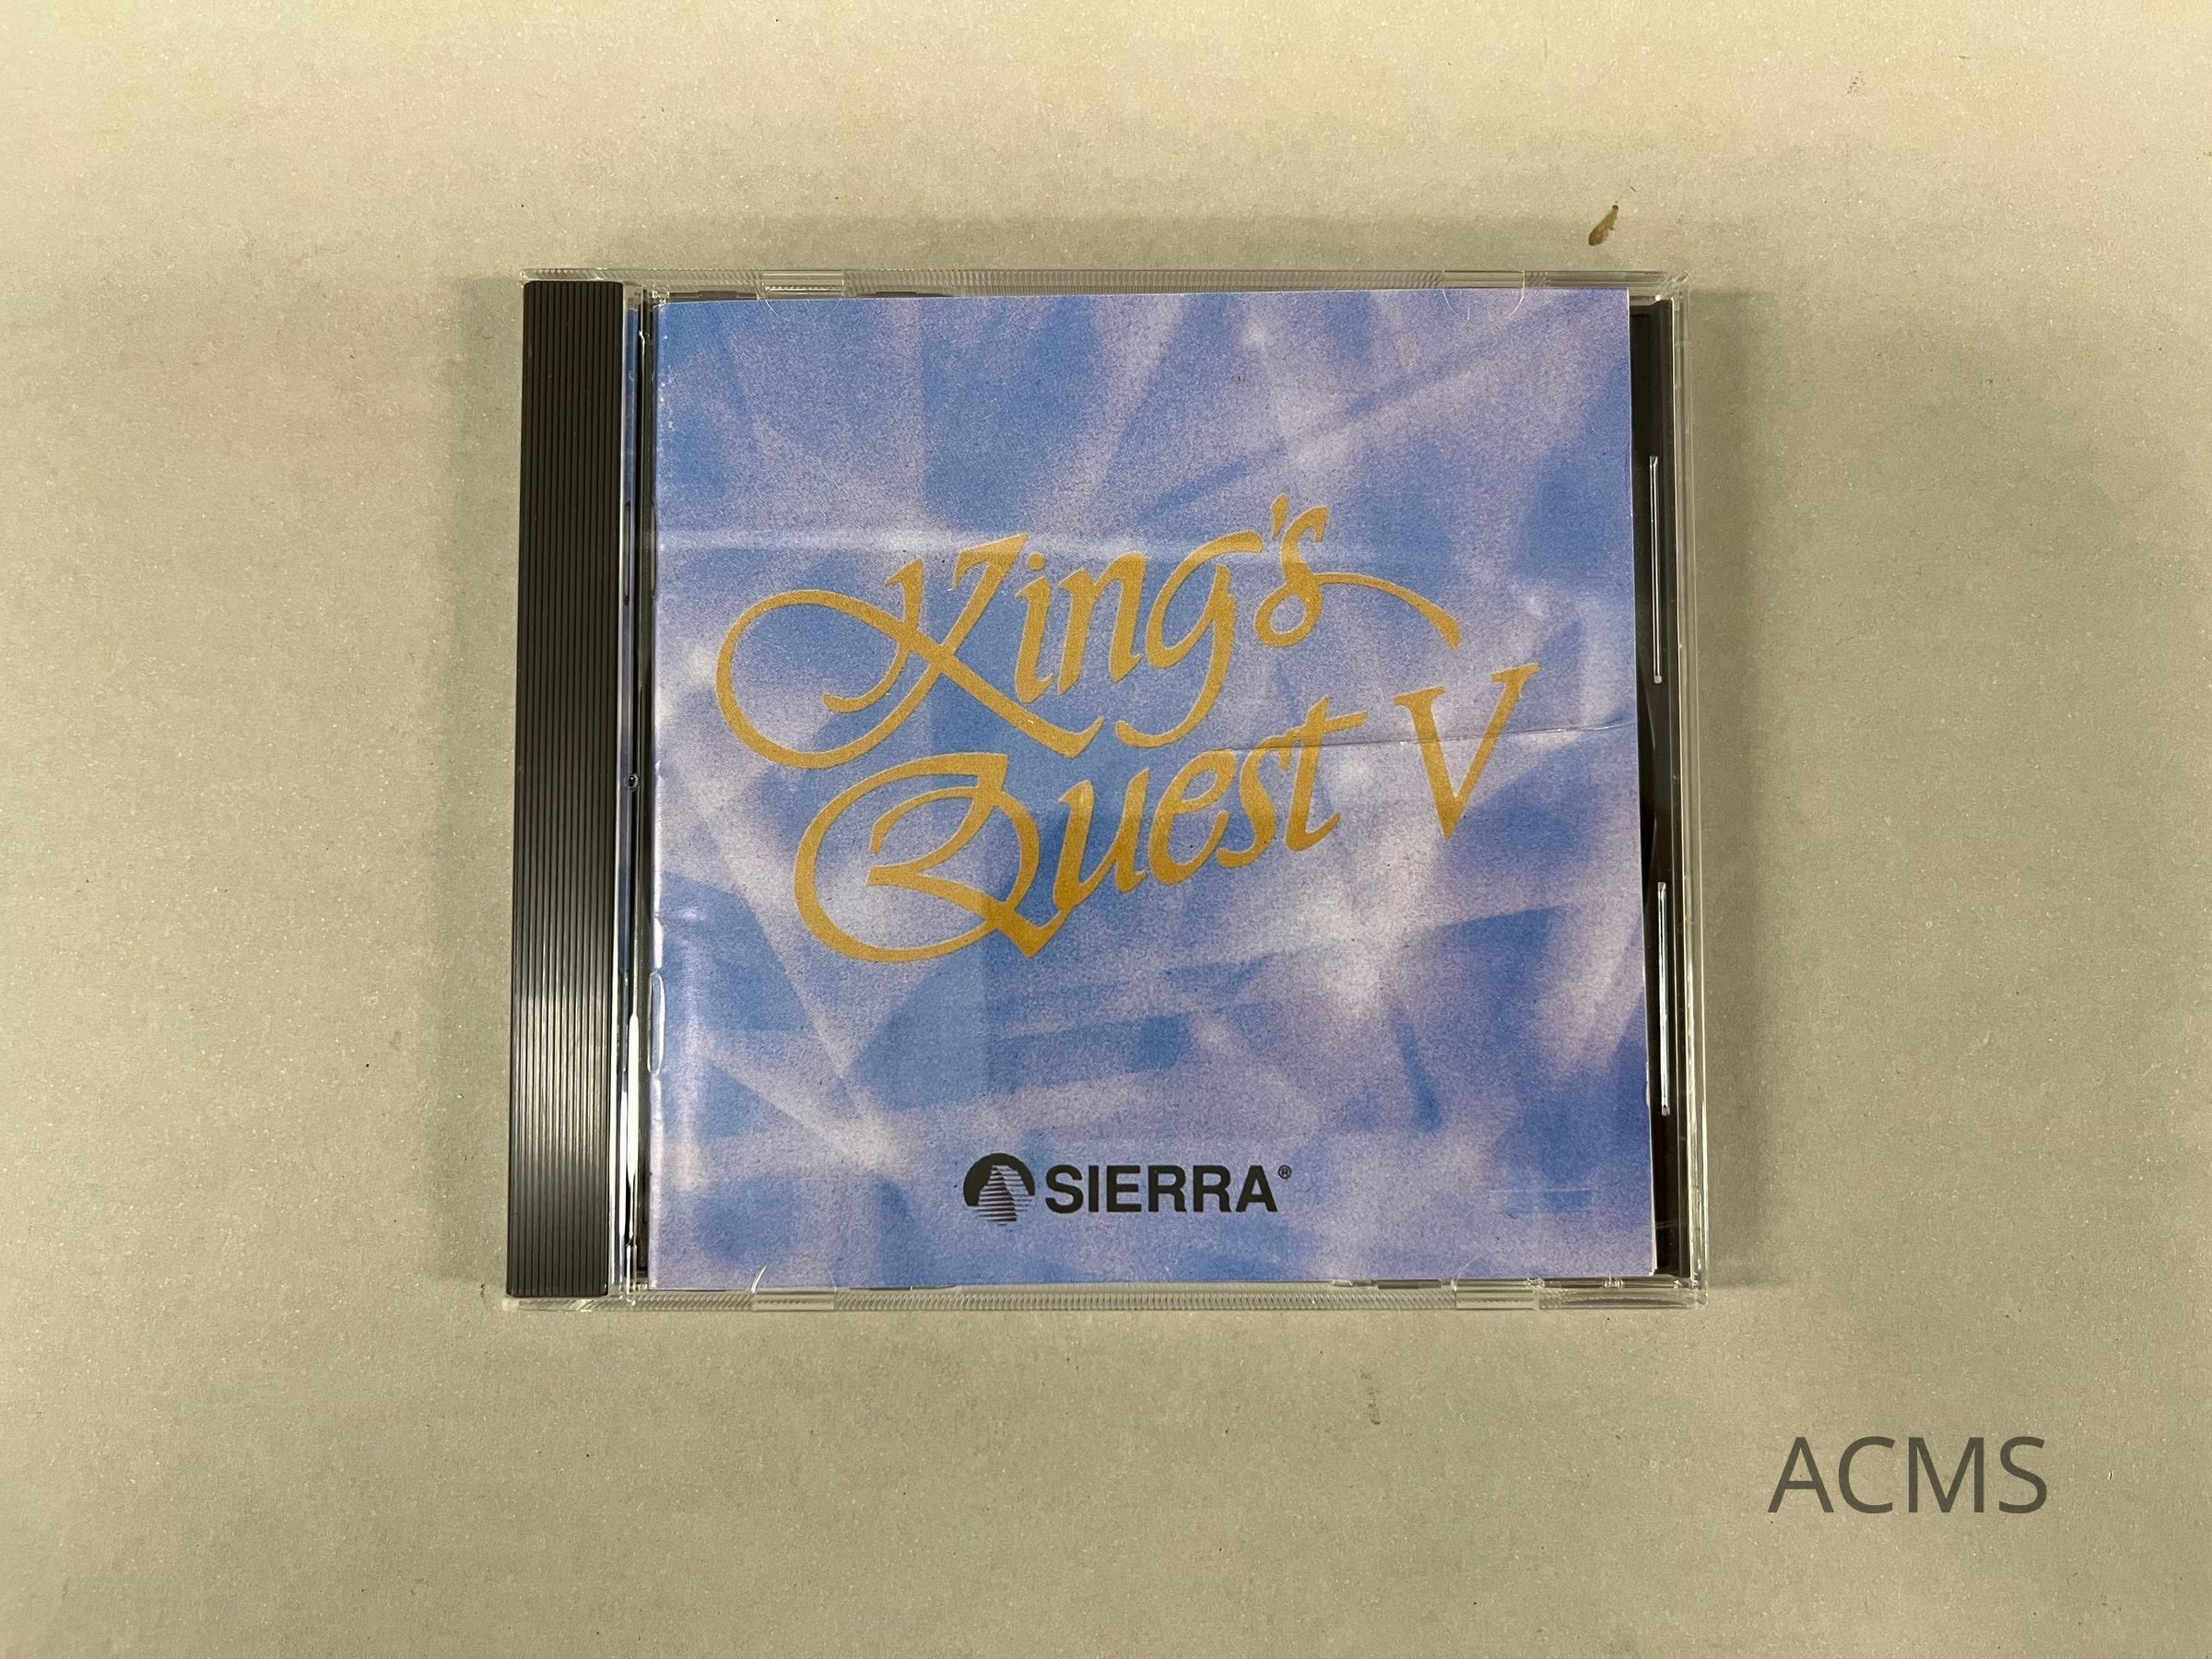 King's
Quest V
SIERRA®
ACMS